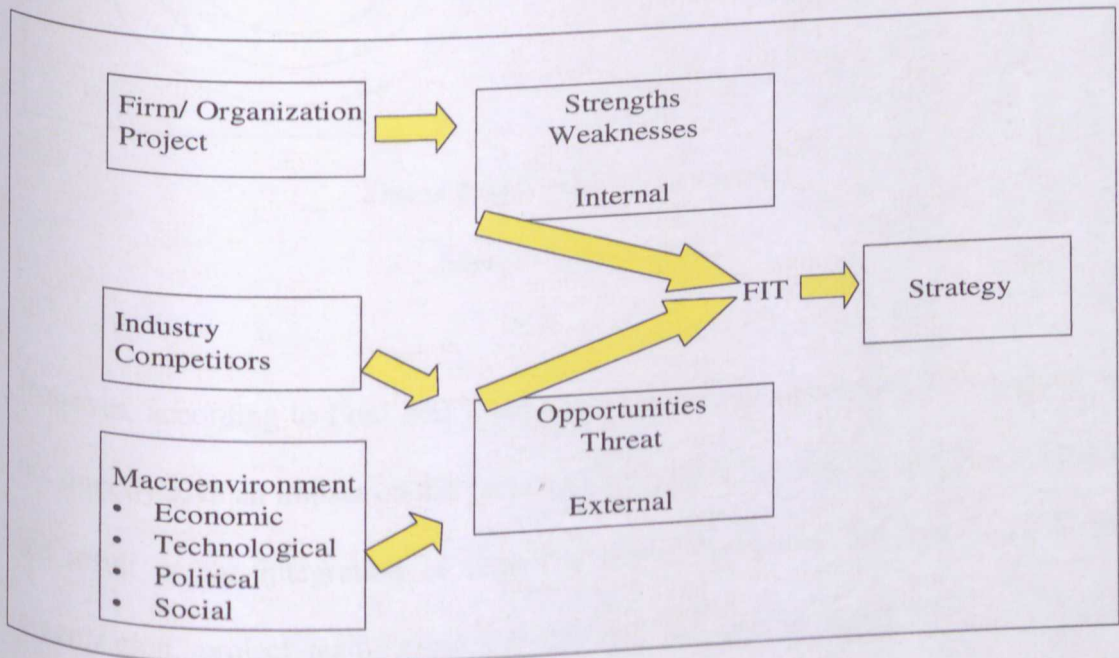 Firm/ Organization
Project
Strengths
Weaknesses
Internal
Industry
Competitors
FIT
Strategy
Opportunities
Threat
External
Macroenvironment
• Economic
• Technological
• Political
• Social